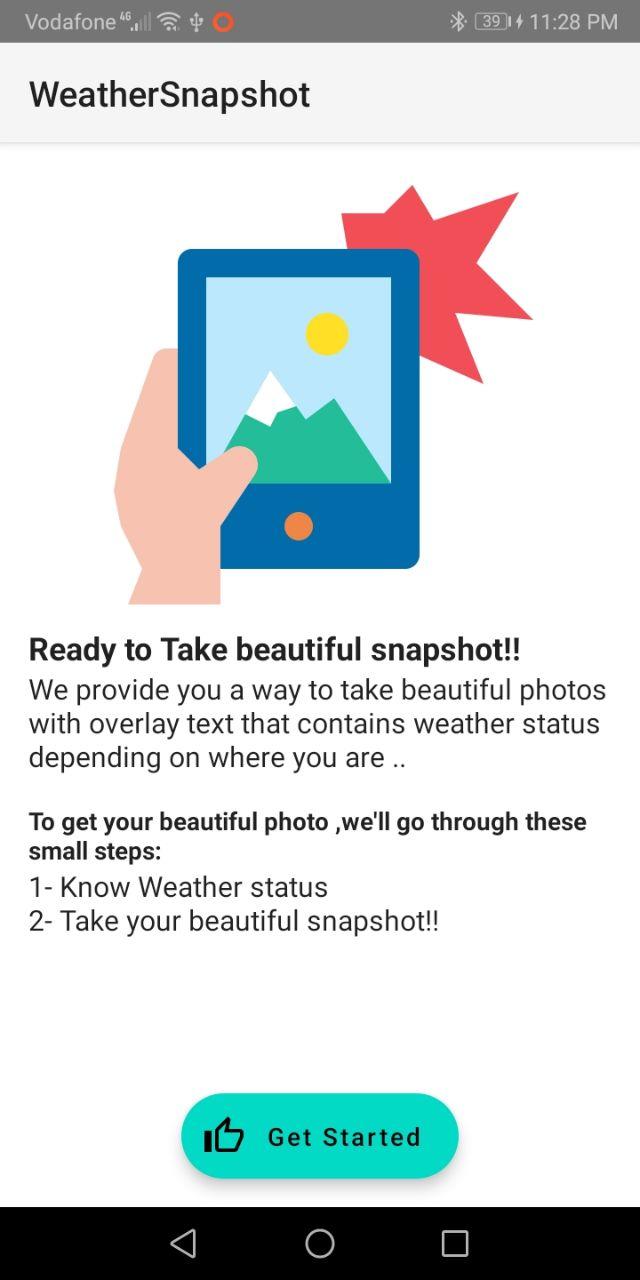 Vodafone 4G 39 11:28 PM
WeatherSnapshot
Ready to Take beautiful snapshot!!
We provide you a way to take beautiful photos
with overlay text that contains weather status
depending on where you are ..
To get your beautiful photo ,we'll go through these
small steps:
1- Know Weather status
2- Take your beautiful snapshot!!
Get Started